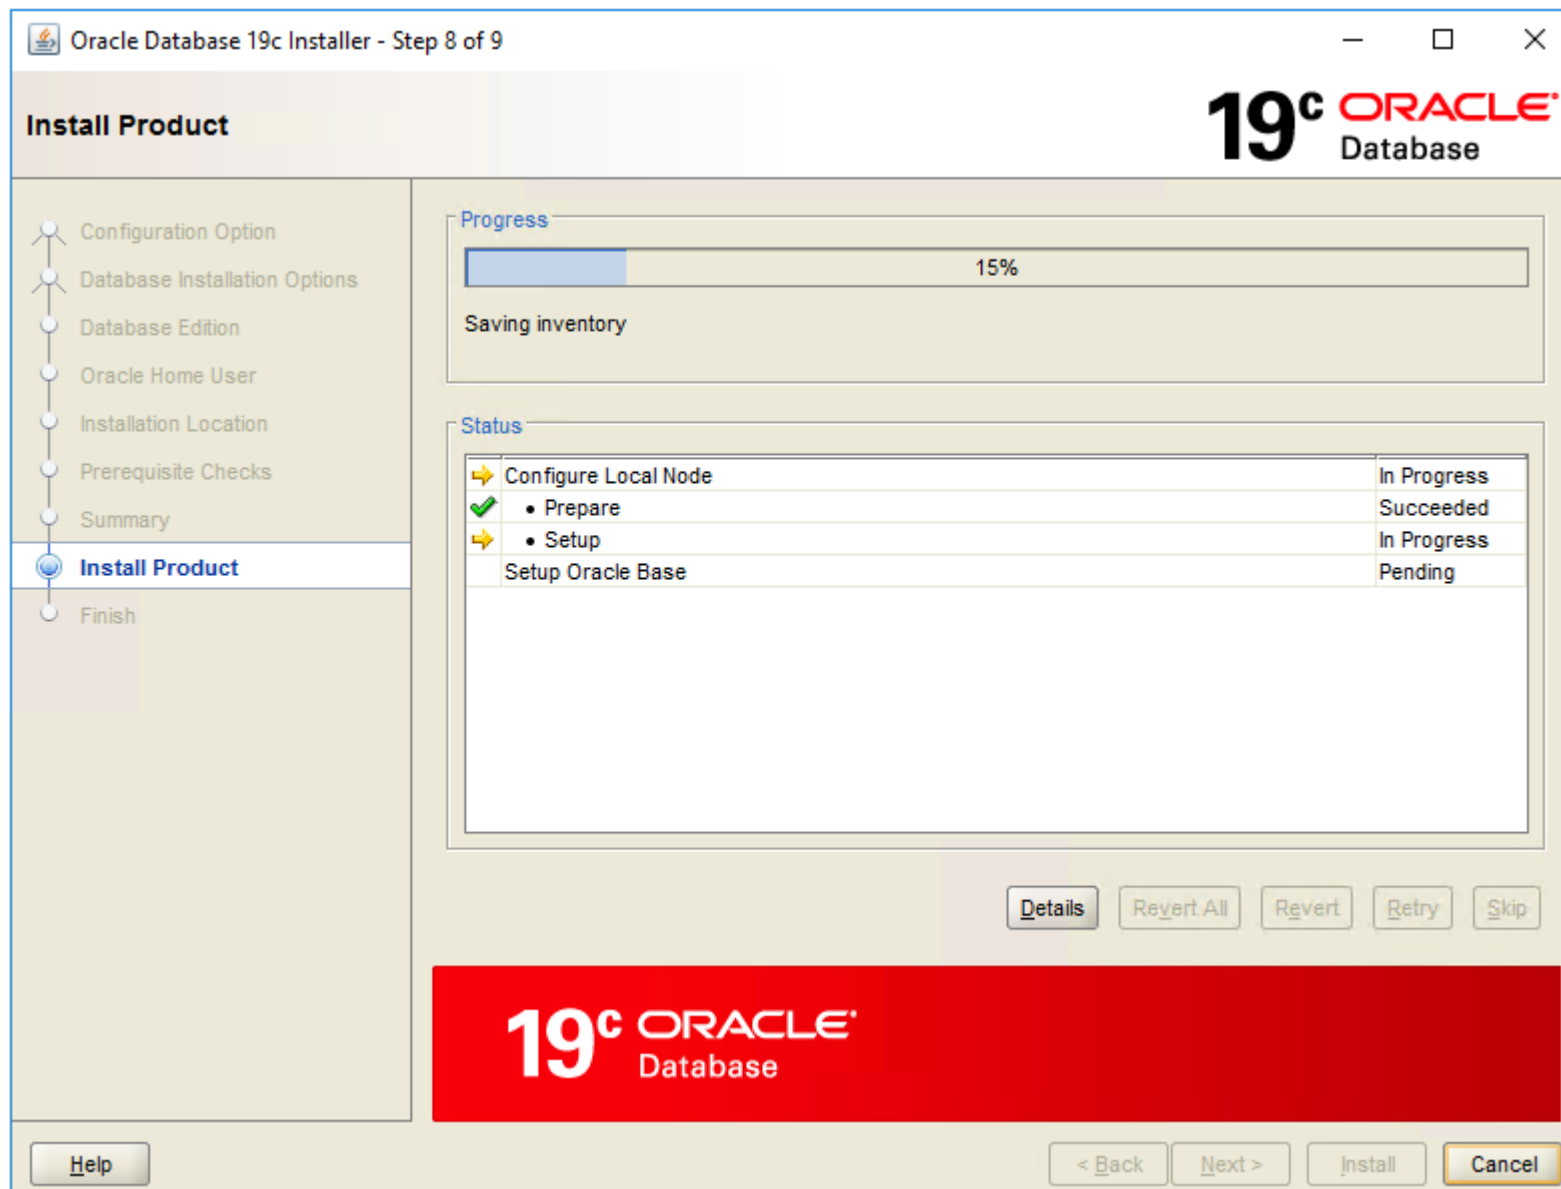 Oracle Database 19c Installer - Step 8 of 9
Install Product
19c ORACLE
Database
Configuration Option
Database Installation Options
Database Edition
Oracle Home User
Installation Location
Prerequisite Checks
Summary
Install Product
Finish
Progress
15%
Saving inventory
Status
Configure Local Node In Progress
• Prepare Succeeded
• Setup In Progress
Setup Oracle Base Pending
Details Revert All Revert Retry Skip
19c ORACLE
Database
Help < Back Next > Install Cancel